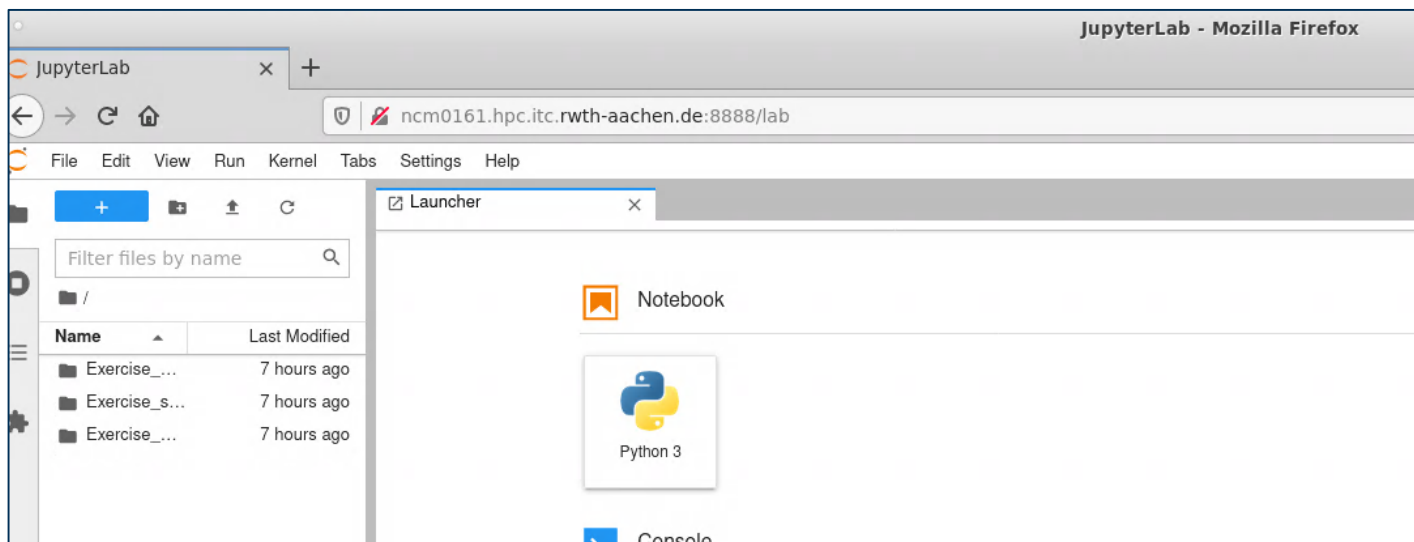 JupyterLab - Mozilla Firefox
JupyterLab
ncm0161.hpc.itc.rwth-aachen.de:8888/lab
File Edit View Run Kernel Tabs Settings Help
Launcher
Filter files by name
/
Name Last Modified
Exercise_... 7 hours ago
Exercise_s... 7 hours ago
Exercise_... 7 hours ago
Notebook
Python 3
Console